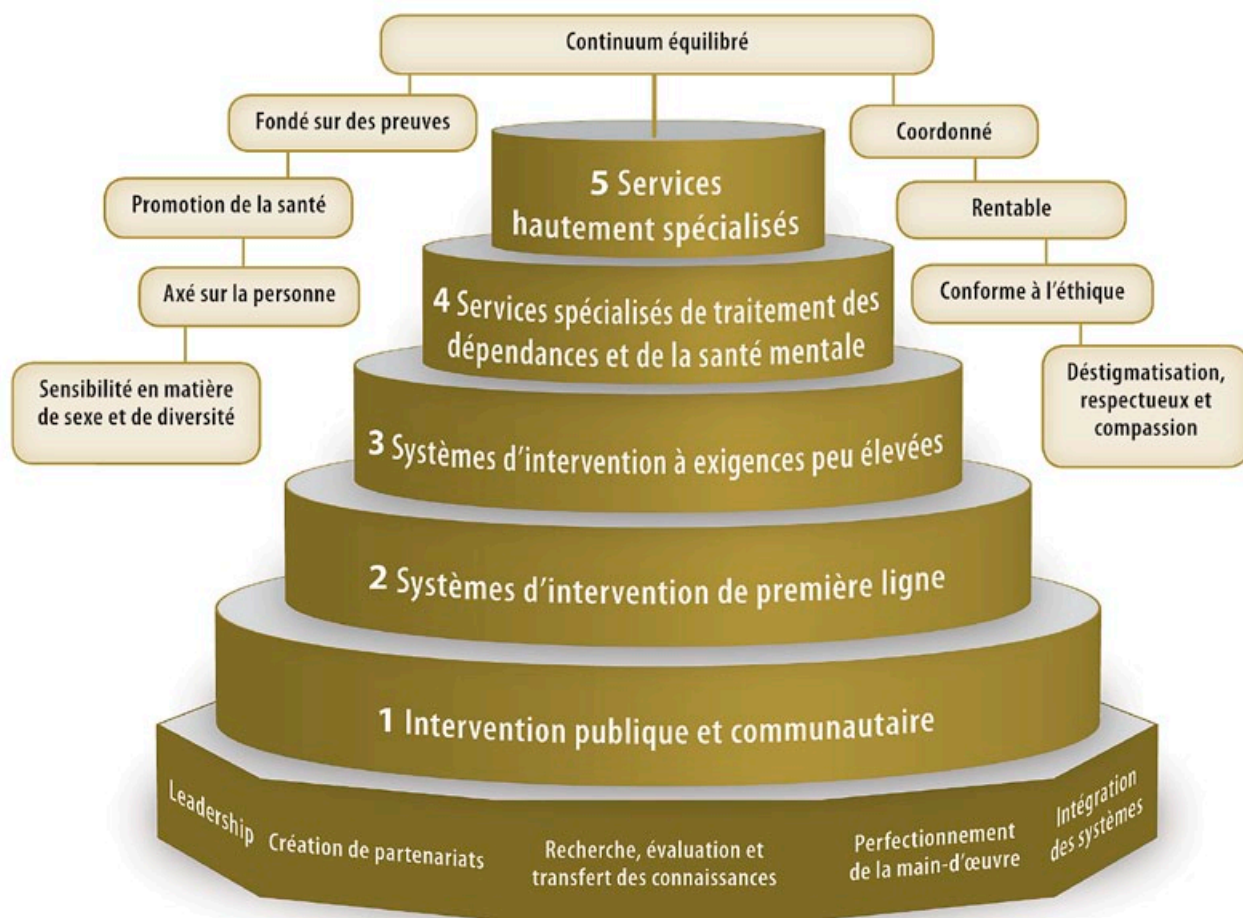 Continuum équilibré
Fondé sur des preuves
Promotion de la santé
Axé sur la personne
Sensibilité en matière
de sexe et de diversité
Coordonné
Rentable
Conforme à l'éthique
Déstigmatisation,
respectueux et
compassion
5 Services
hautement spécialisés
4 Services spécialisés de traitement des
dépendances et de la santé mentale
3 Systèmes d'intervention à exigences peu élevées
2 Systèmes d'intervention de première ligne
1 Intervention publique et communautaire
Leadership
Création de partenariats
Recherche, évaluation et
transfert des connaissances
Perfectionnement
de la main-d'œuvre
Intégration
des systèmes